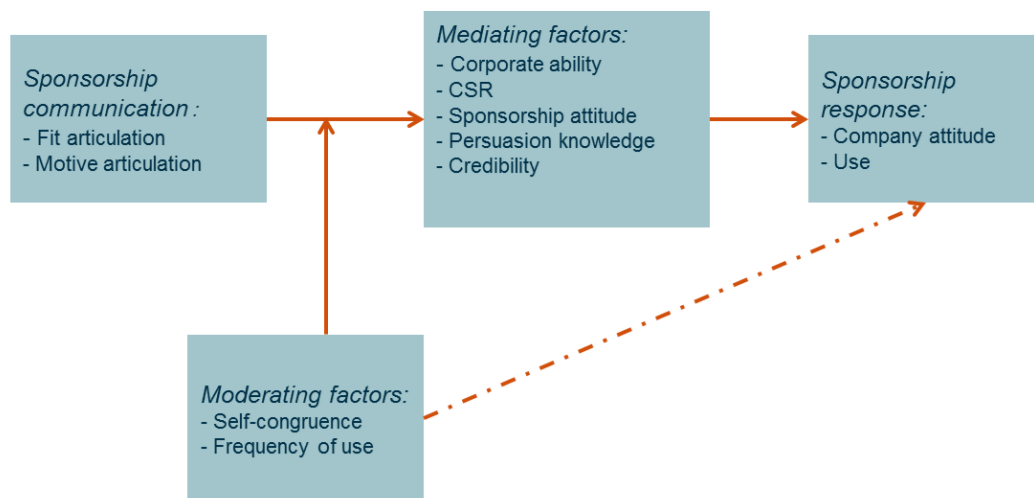 Sponsorship
communication :
- Fit articulation
- Motive articulation
Mediating factors:
- Corporate ability
- CSR
- Sponsorship attitude
- Persuasion knowledge
- Credibility
Sponsorship
response:
- Company attitude
- Use
Moderating factors:
- Self-congruence
- Frequency of use